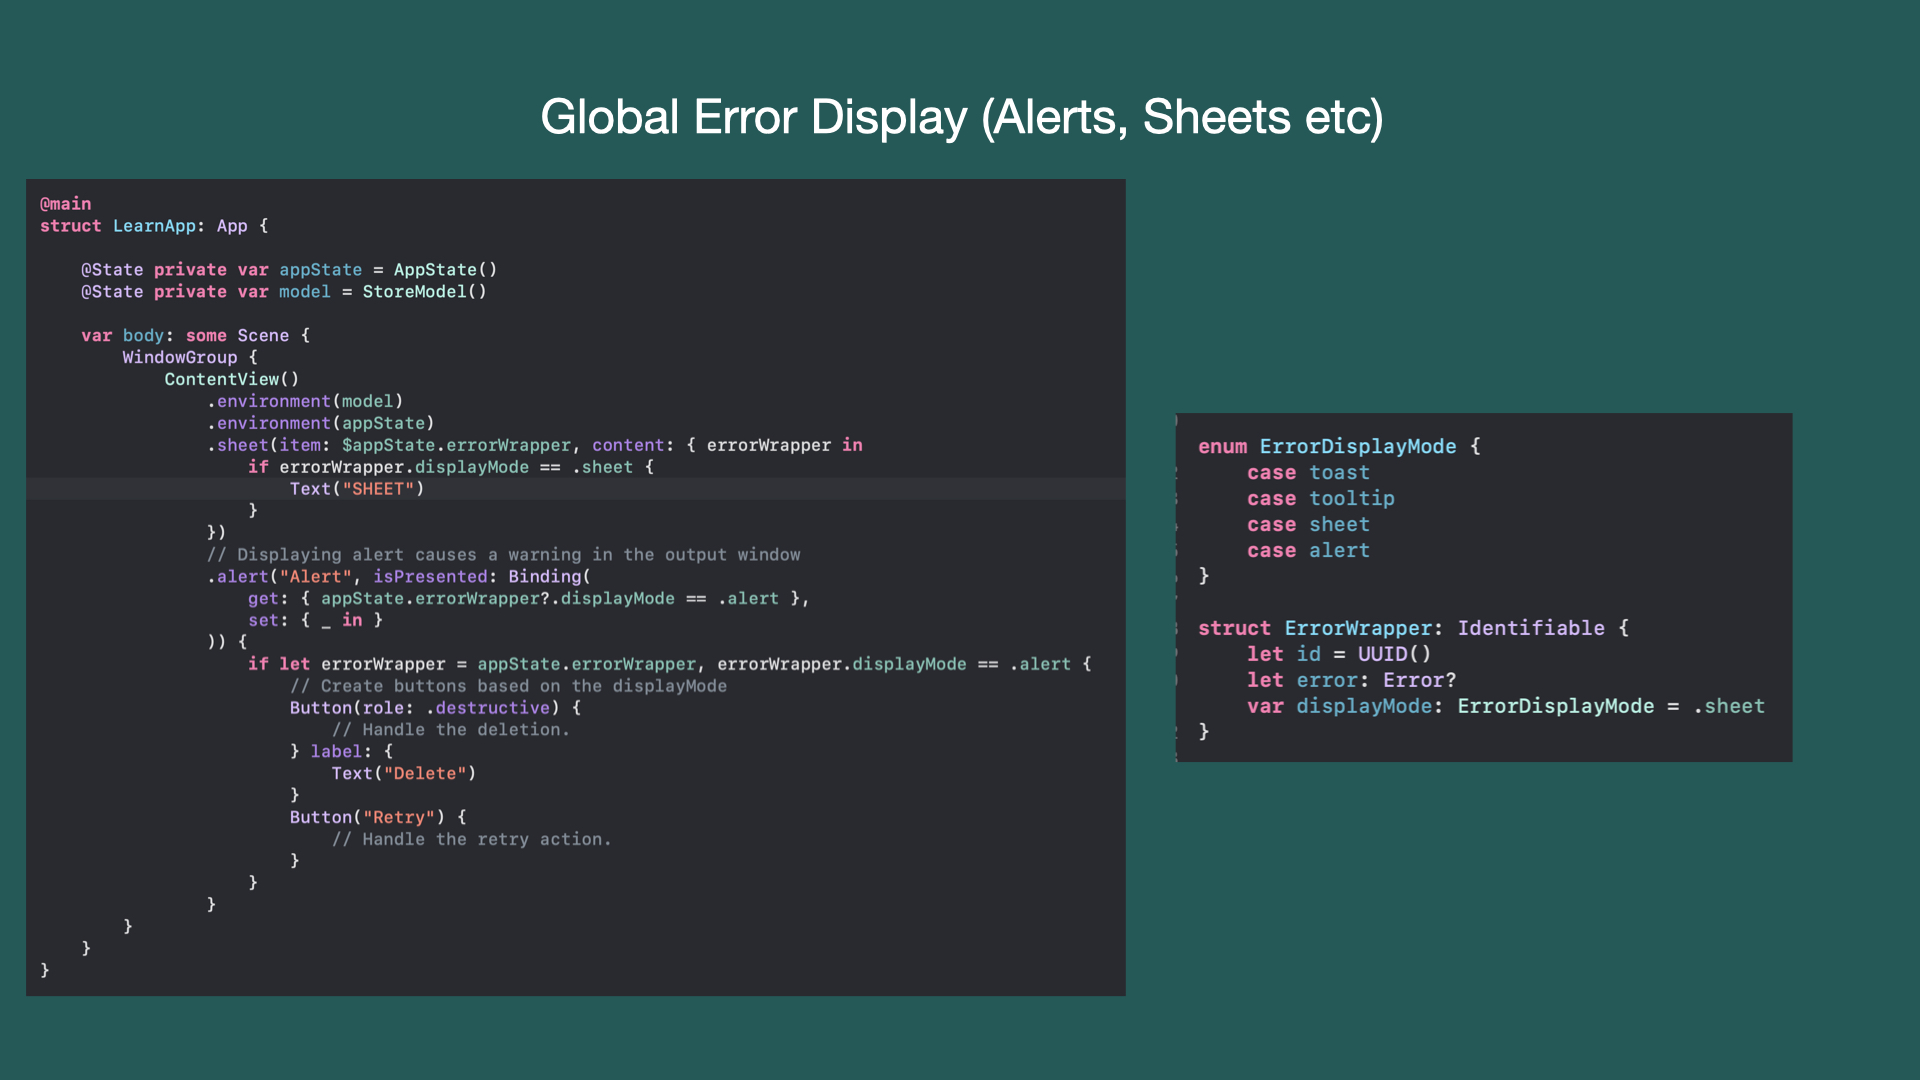 Global Error Display (Alerts, Sheets etc)
@main
struct LearnApp: App {
    @State private var appState = AppState()
    @State private var model = StoreModel()
    var body: some Scene {
        WindowGroup {
            ContentView()
                .environment(model)
                .environment(appState)
                .sheet(item: $appState.errorWrapper, content: { errorWrapper in
                    if errorWrapper.displayMode == .sheet {
                        Text("SHEET")
                    }
                })
                // Displaying alert causes a warning in the output window
                .alert("Alert", isPresented: Binding(
                    get: { appState.errorWrapper?.displayMode == .alert },
                    set: { _ in }
                )) {
                    if let errorWrapper = appState.errorWrapper, errorWrapper.displayMode == .alert {
                        // Create buttons based on the displayMode
                        Button(role: .destructive) {
                            // Handle the deletion.
                        } label: {
                            Text("Delete")
                        }
                        Button("Retry") {
                            // Handle the retry action.
                        }
                    }
                }
        }
    }
}
enum ErrorDisplayMode {
    case toast
    case tooltip
    case sheet
    case alert
}
struct ErrorWrapper: Identifiable {
    let id = UUID()
    let error: Error?
    var displayMode: ErrorDisplayMode = .sheet
}